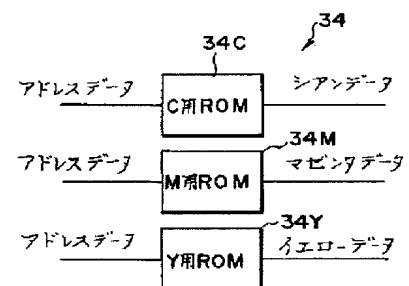 34
34C
アドレスデータ C用ROM シアンデータ
34M
アドレスデータ M用ROM マゼンタデータ
34Y
アドレスデータ Y用ROM イエローデータ